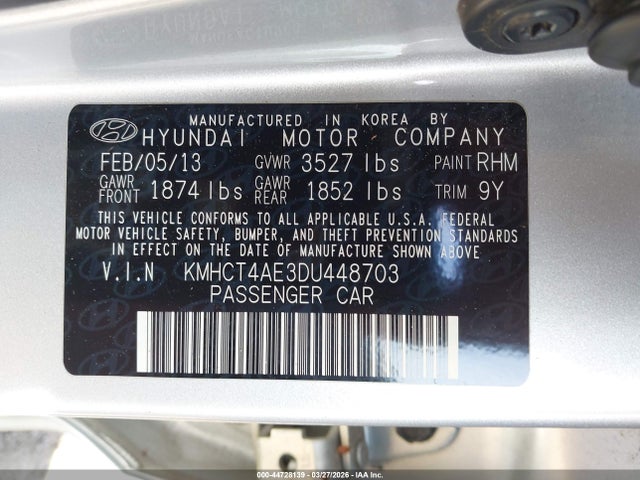 MANUFACTURED IN KOREA BY
HYUNDAI MOTOR COMPANY
FEB/05/13 GVWR 3527 lbs PAINT RHM
GAWR FRONT 1874 lbs GAWR REAR 1852 lbs TRIM 9Y
THIS VEHICLE CONFORMS TO ALL APPLICABLE U.S.A. FEDERAL
MOTOR VEHICLE SAFETY, BUMPER, AND THEFT PREVENTION STANDARDS
IN EFFECT ON THE DATE OF MANUFACTURE SHOWN ABOVE
V.I.N KMHCT4AE3DU448703
PASSENGER CAR
000-44728139 - 03/27/2026 - IAA Inc.